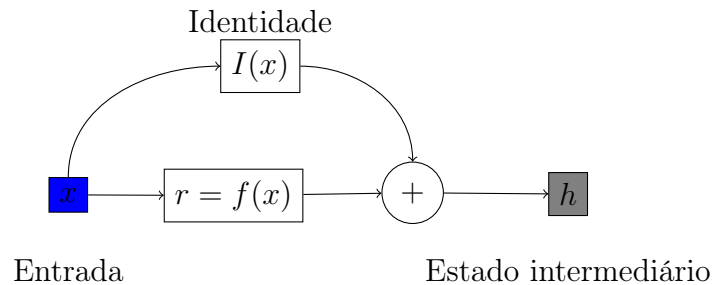 Identidade
I(x)
x
r = f(x)
+
h
Entrada
Estado intermediário